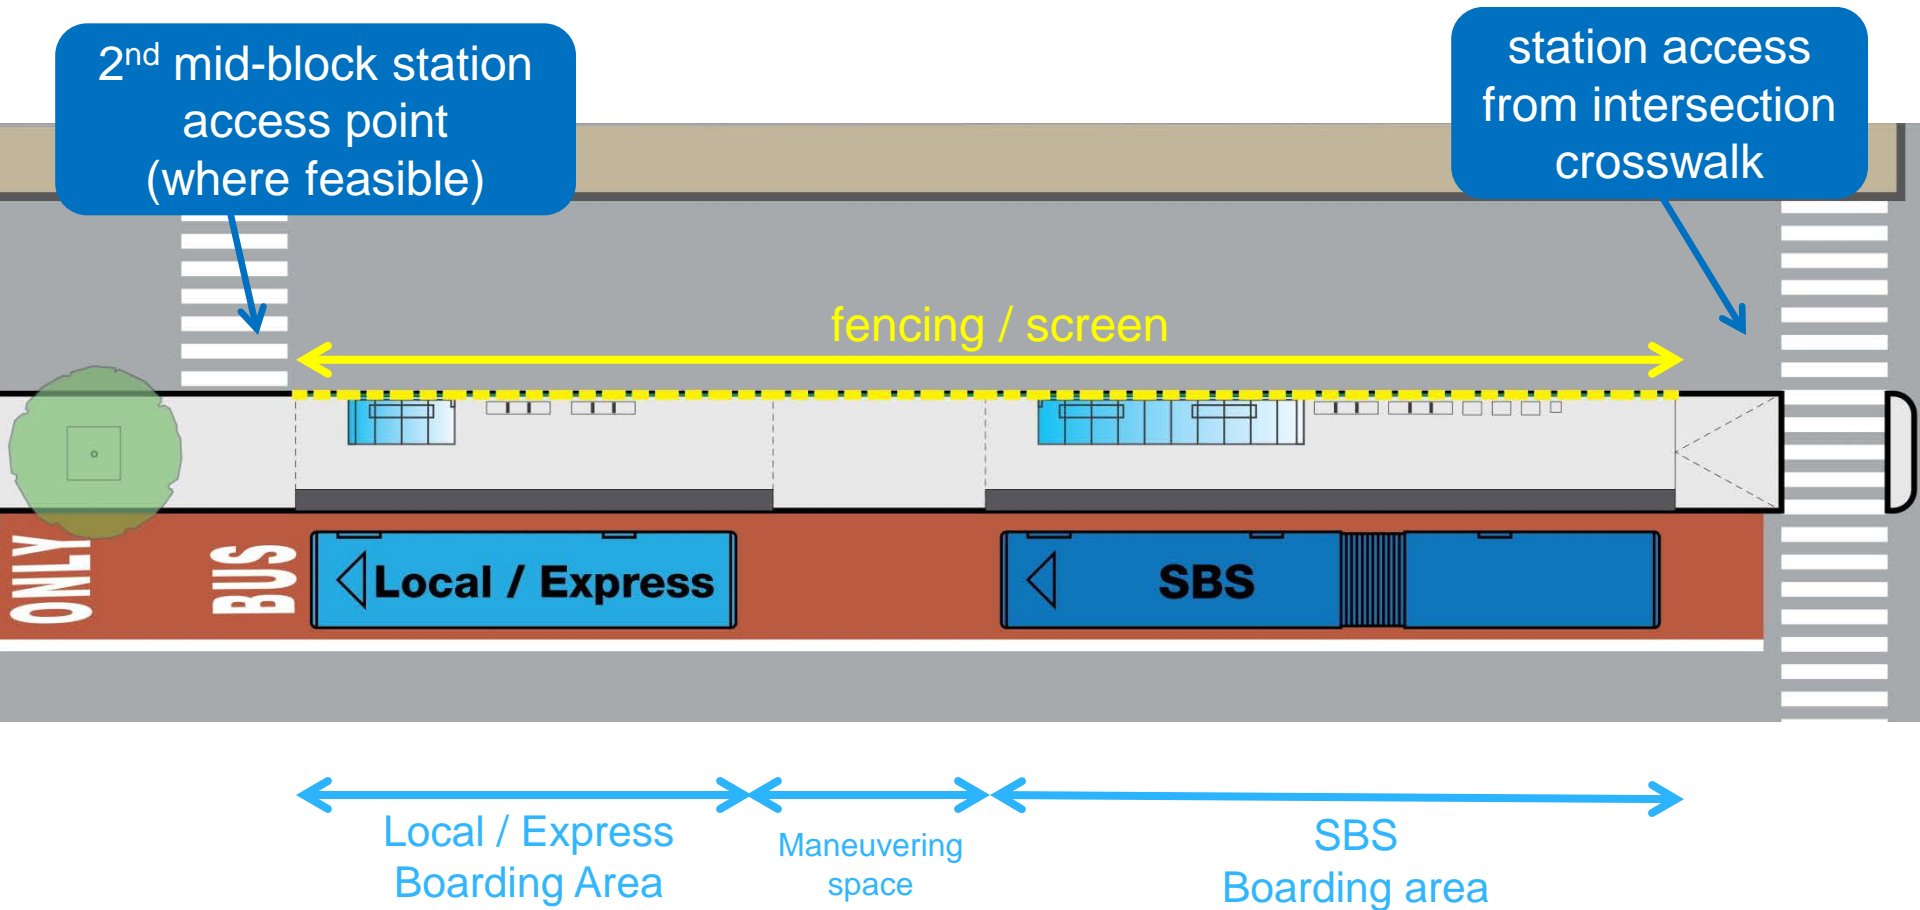 2nd mid-block station
access point
(where feasible)
station access
from intersection
crosswalk
fencing / screen
ONLY
BUS
Local / Express
SBS
Local / Express
Boarding Area
Maneuvering
space
SBS
Boarding area